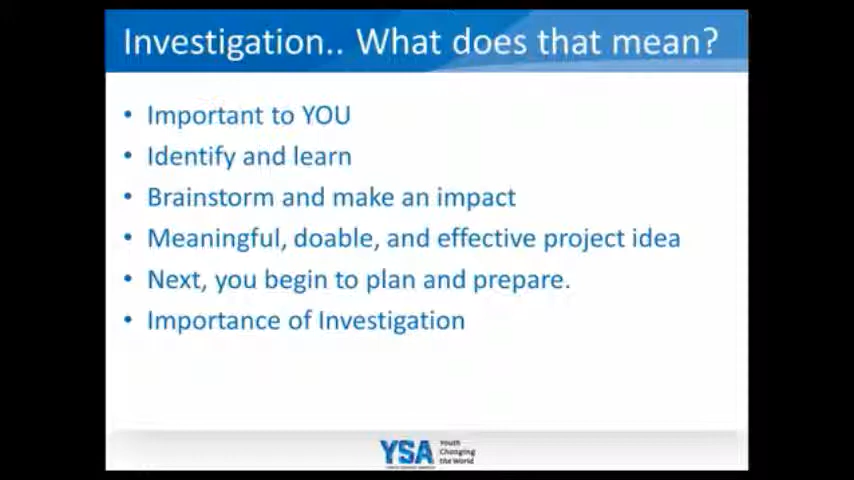 Investigation.. What does that mean?
• Important to YOU
• Identify and learn
• Brainstorm and make an impact
• Meaningful, doable, and effective project idea
• Next, you begin to plan and prepare.
• Importance of Investigation
YSA
Youth
Changing
the World